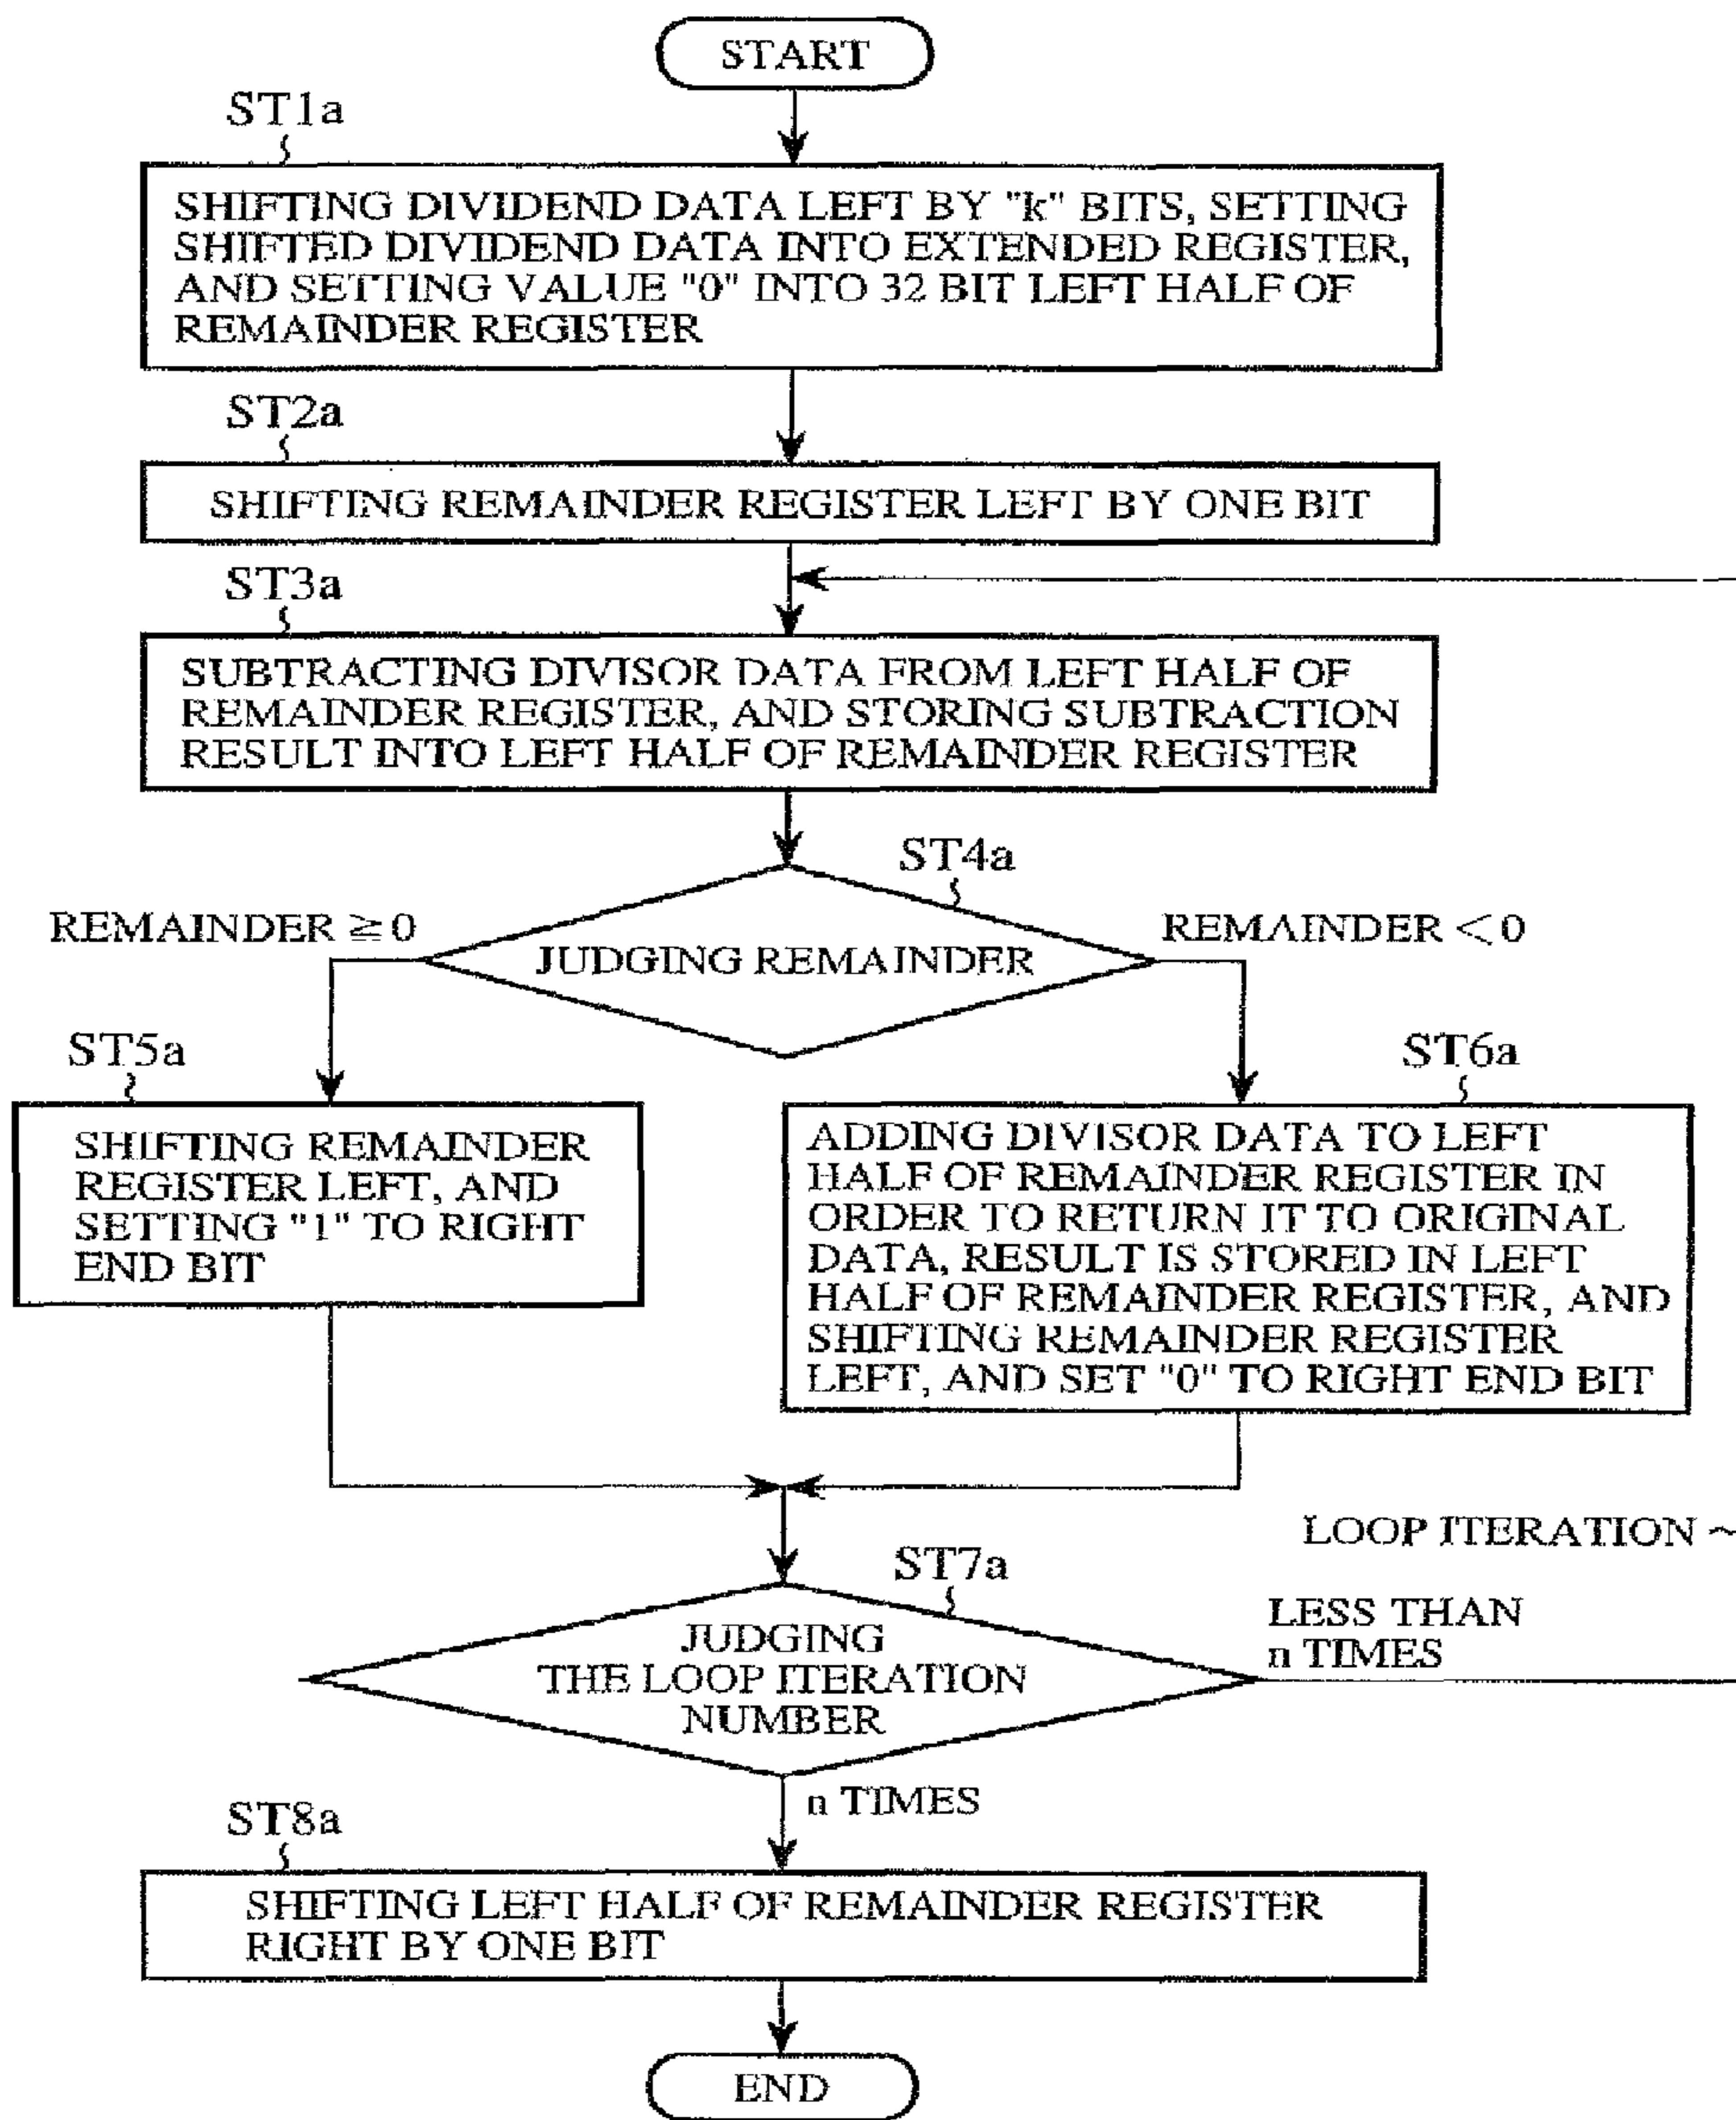 START
ST1a
SHIFTING DIVIDEND DATA LEFT BY "k" BITS, SETTING
SHIFTED DIVIDEND DATA INTO EXTENDED REGISTER,
AND SETTING VALUE "0" INTO 32 BIT LEFT HALF OF
REMAINDER REGISTER
ST2a
SHIFTING REMAINDER REGISTER LEFT BY ONE BIT
ST3a
SUBTRACTING DIVISOR DATA FROM LEFT HALF OF
REMAINDER REGISTER, AND STORING SUBTRACTION
RESULT INTO LEFT HALF OF REMAINDER REGISTER
ST4a
REMAINDER ≧ 0
JUDGING REMAINDER
REMAINDER < 0
ST5a
SHIFTING REMAINDER
REGISTER LEFT, AND
SETTING "1" TO RIGHT
END BIT
ST6a
ADDING DIVISOR DATA TO LEFT
HALF OF REMAINDER REGISTER IN
ORDER TO RETURN IT TO ORIGINAL
DATA, RESULT IS STORED IN LEFT
HALF OF REMAINDER REGISTER, AND
SHIFTING REMAINDER REGISTER
LEFT, AND SET "0" TO RIGHT END BIT
LOOP ITERATION
ST7a
JUDGING
THE LOOP ITERATION
NUMBER
LESS THAN
n TIMES
n TIMES
ST8a
SHIFTING LEFT HALF OF REMAINDER REGISTER
RIGHT BY ONE BIT
END